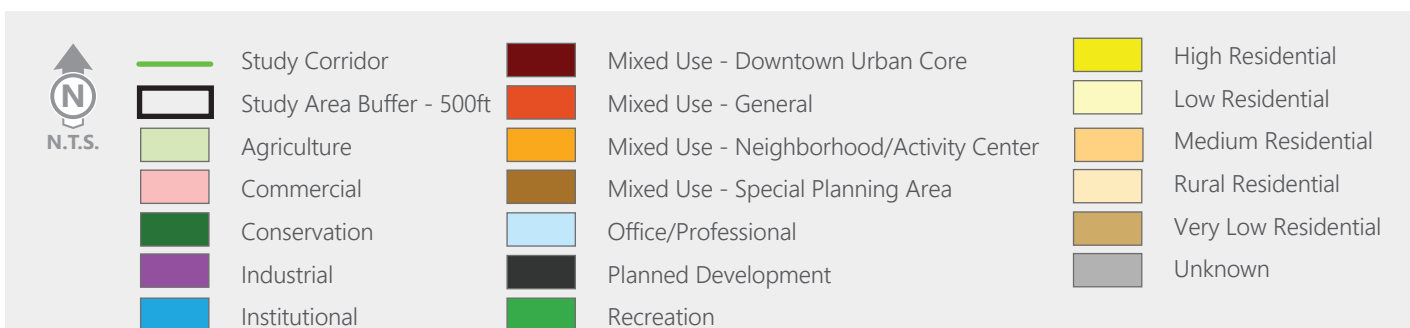 N
N.T.S.
Study Corridor
Study Area Buffer - 500ft
Agriculture
Commercial
Conservation
Industrial
Institutional
Mixed Use - Downtown Urban Core
Mixed Use - General
Mixed Use - Neighborhood/Activity Center
Mixed Use - Special Planning Area
Office/Professional
Planned Development
Recreation
High Residential
Low Residential
Medium Residential
Rural Residential
Very Low Residential
Unknown